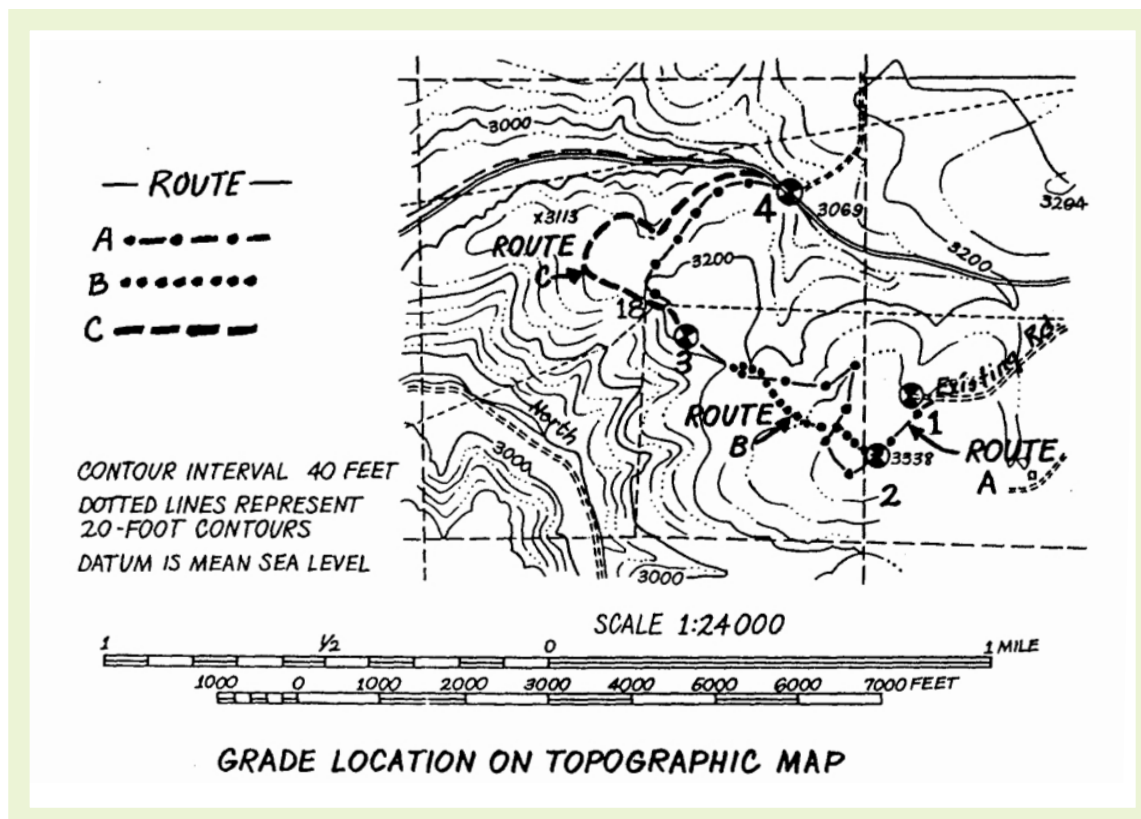 — ROUTE —
A
B
C
CONTOUR INTERVAL 40 FEET
DOTTED LINES REPRESENT
20-FOOT CONTOURS
DATUM IS MEAN SEA LEVEL
3000
4
3069
3204
x3113
ROUTE
C
3200
3200
18
3
Existing Rd
1
ROUTE
B
ROUTE
A
3338
2
North
3000
3000
SCALE 1:24000
1 1/2 0 1 MILE
1000 0 1000 2000 3000 4000 5000 6000 7000 FEET
GRADE LOCATION ON TOPOGRAPHIC MAP